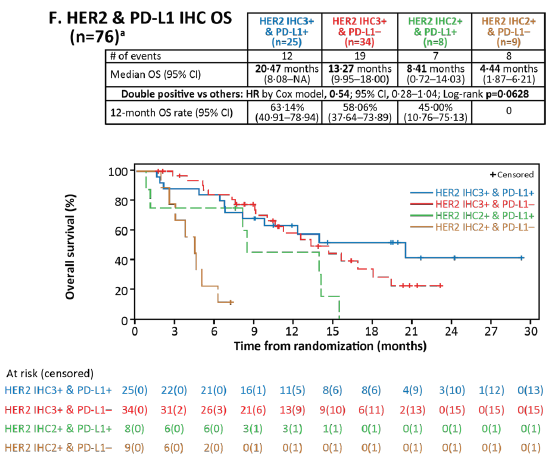 F. HER2 & PD-L1 IHC OS
(n=76)ª
HER2 IHC3+ & PD-L1+ (n=25) HER2 IHC3+ & PD-L1– (n=34) HER2 IHC2+ & PD-L1+ (n=8) HER2 IHC2+ & PD-L1– (n=9)
# of events 12 19 7 8
Median OS (95% CI) 20·47 months (8·08–NA) 13·27 months (9·95–18·00) 8·41 months (0·72–14·03) 4·44 months (1·87–6·21)
Double positive vs others: HR by Cox model, 0·54; 95% CI, 0·28–1·04; Log-rank p=0·0628
12-month OS rate (95% CI) 63·14% (40·91–78·94) 58·06% (37·64–73·89) 45·00% (10·76–75·13) 0
Overall survival (%)
100
80
60
40
20
0
+ Censored
HER2 IHC3+ & PD-L1+
HER2 IHC3+ & PD-L1–
HER2 IHC2+ & PD-L1+
HER2 IHC2+ & PD-L1–
0 3 6 9 12 15 18 21 24 27 30
Time from randomization (months)
At risk (censored)
HER2 IHC3+ & PD-L1+ 25(0) 22(0) 21(0) 16(1) 11(5) 8(6) 8(6) 4(9) 3(10) 1(12) 0(13)
HER2 IHC3+ & PD-L1– 34(0) 31(2) 26(3) 21(6) 13(9) 9(10) 6(11) 2(13) 0(15) 0(15) 0(15)
HER2 IHC2+ & PD-L1+ 8(0) 6(0) 6(0) 3(1) 3(1) 1(1) 0(1) 0(1) 0(1) 0(1) 0(1)
HER2 IHC2+ & PD-L1– 9(0) 6(0) 2(0) 0(1) 0(1) 0(1) 0(1) 0(1) 0(1) 0(1) 0(1)